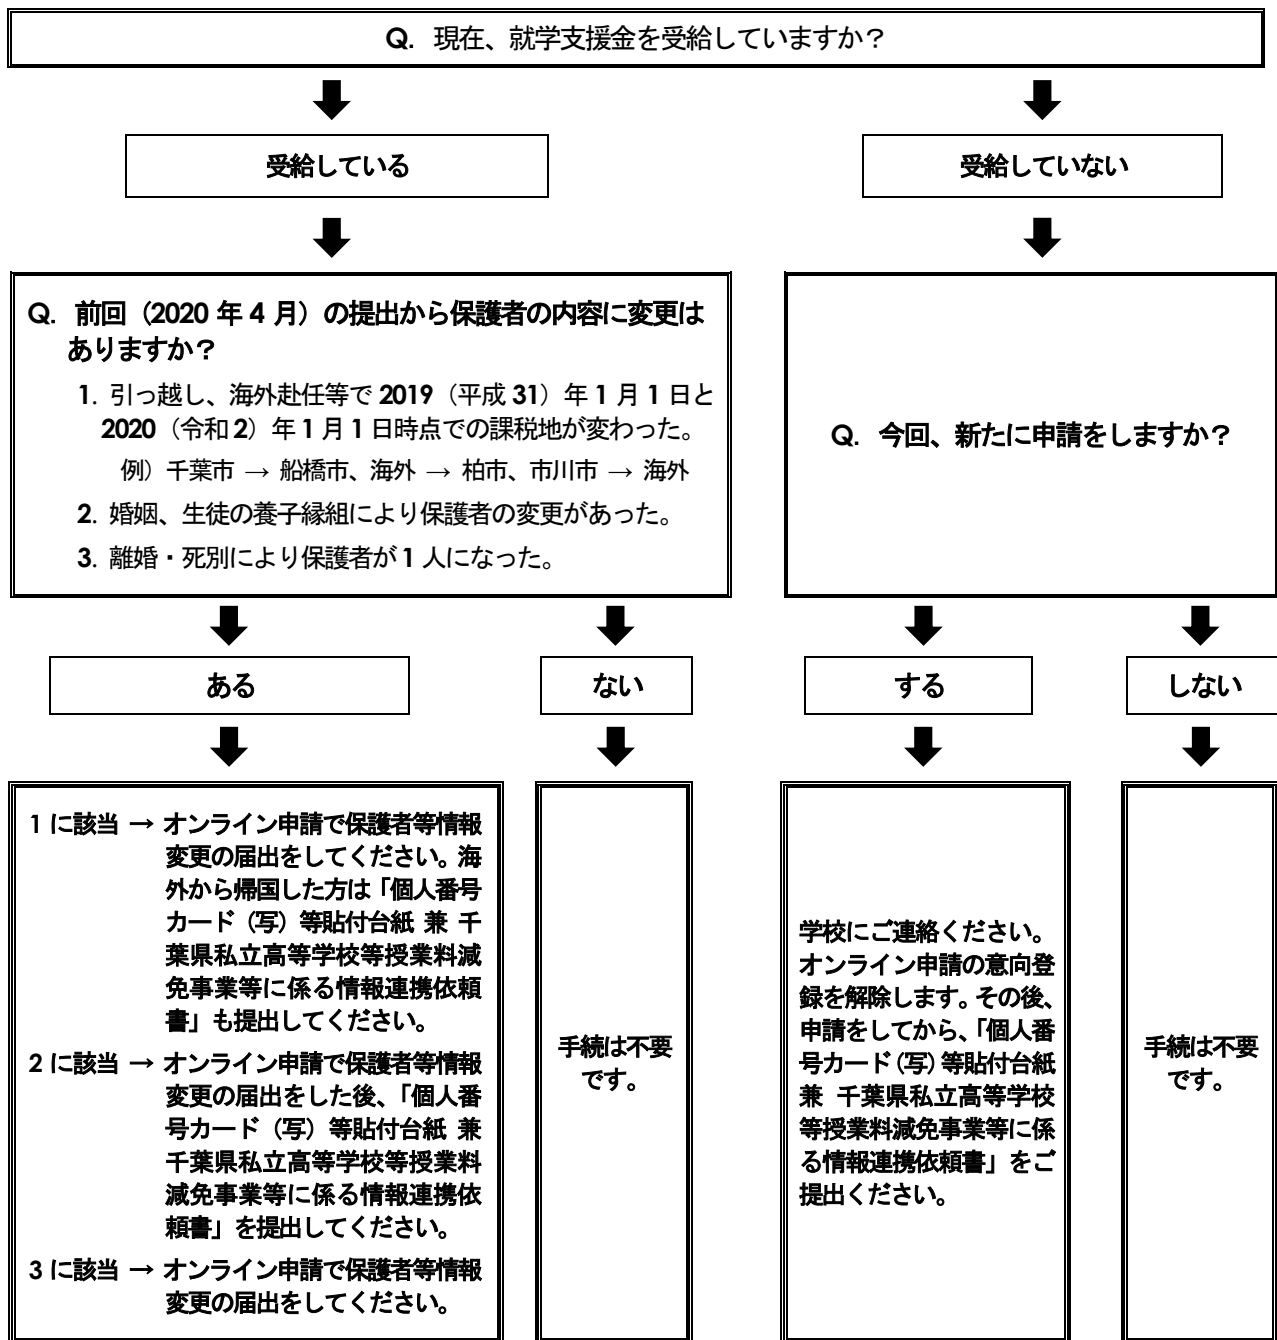 Q. 現在、就学支援金を受給していますか？
受給している
受給していない
Q. 前回（2020 年 4 月）の提出から保護者の内容に変更は
ありますか？
1. 引っ越し、海外赴任等で 2019（平成 31）年 1 月 1 日と
2020（令和 2）年 1 月 1 日時点での課税地が変わった。
例）千葉市 → 船橋市、海外 → 柏市、市川市 → 海外
2. 婚姻、生徒の養子縁組により保護者の変更があった。
3. 離婚・死別により保護者が 1 人になった。
Q. 今回、新たに申請をしますか？
ある
ない
する
しない
1 に該当 → オンライン申請で保護者等情報
変更の届出をしてください。海
外から帰国した方は「個人番号
カード（写）等貼付台紙 兼 千
葉県私立高等学校等授業料減
免事業等に係る情報連携依頼
書」も提出してください。
2 に該当 → オンライン申請で保護者等情報
変更の届出をした後、「個人番
号カード（写）等貼付台紙 兼
千葉県私立高等学校等授業料
減免事業等に係る情報連携依
頼書」を提出してください。
3 に該当 → オンライン申請で保護者等情報
変更の届出をしてください。
手続は不要
です。
学校にご連絡ください。
オンライン申請の意向登
録を解除します。その後、
申請をしてから、「個人番
号カード（写）等貼付台紙
兼 千葉県私立高等学校
等授業料減免事業等に係
る情報連携依頼書」をご
提出ください。
手続は不要
です。